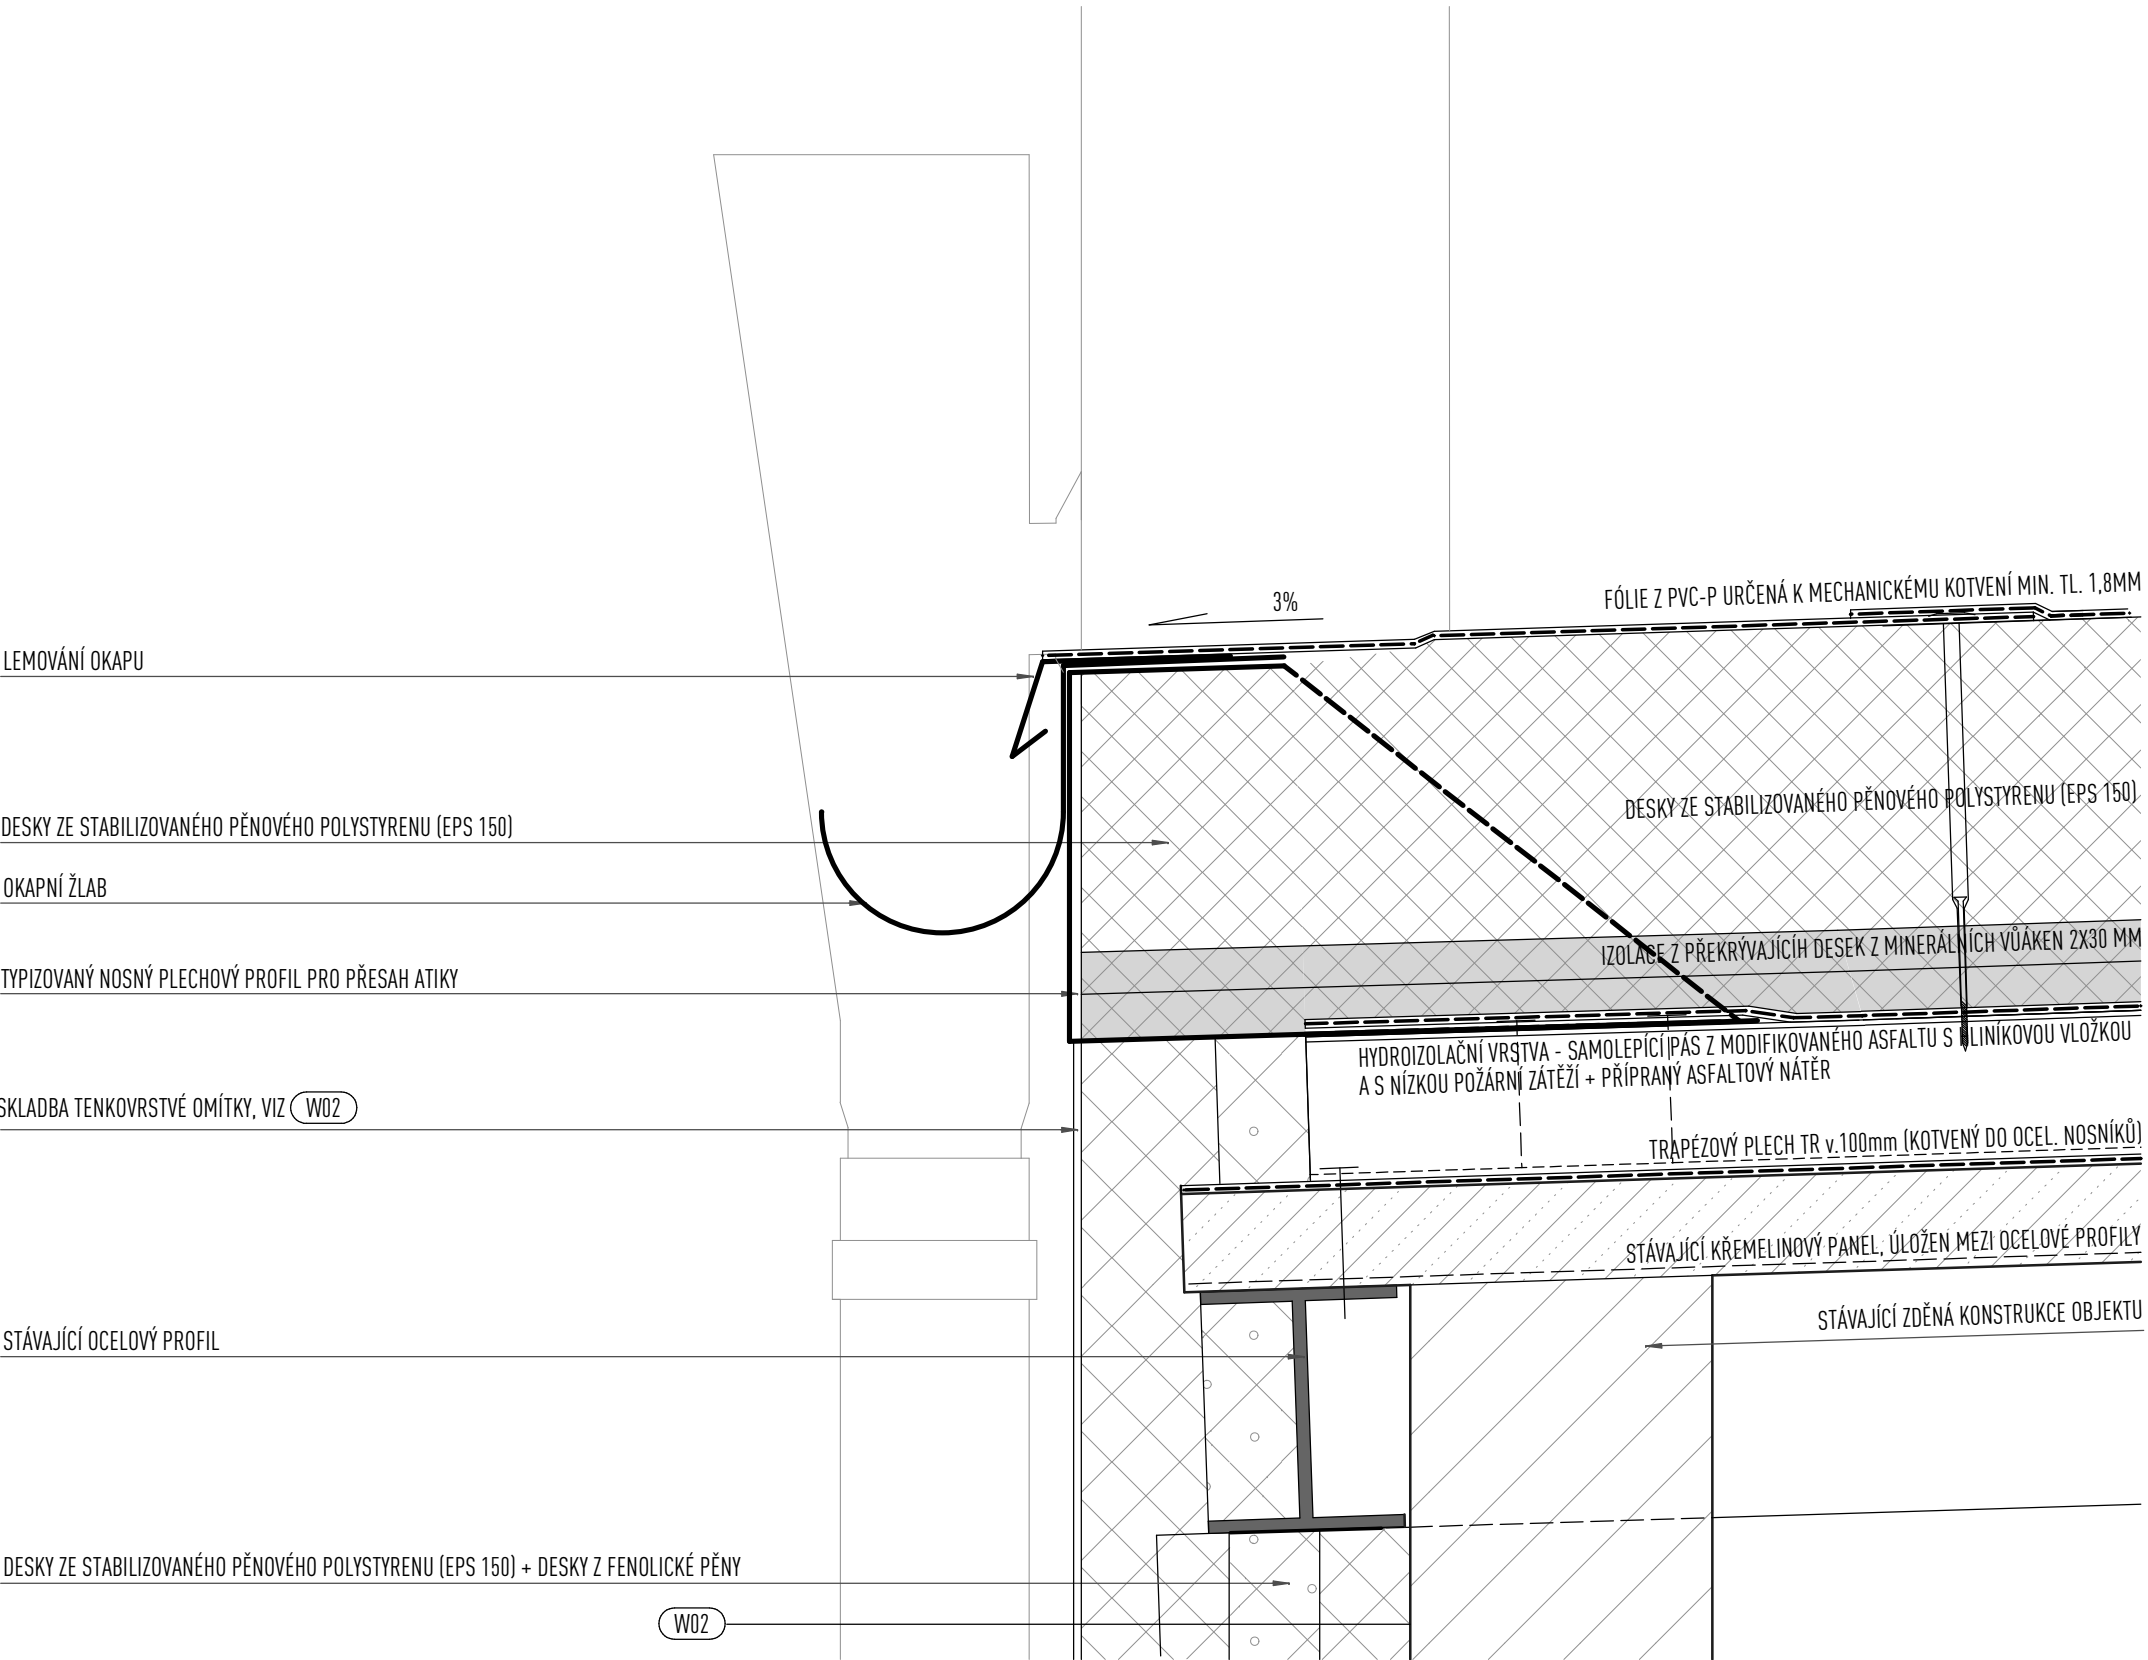 3%
FÓLIE Z PVC-P URČENÁ K MECHANICKÉMU KOTVENÍ MIN. TL. 1,8MM
LEMOVÁNÍ OKAPU
DESKY ZE STABILIZOVANÉHO PĚNOVÉHO POLYSTYRENU (EPS 150)
DESKY ZE STABILIZOVANÉHO PĚNOVÉHO POLYSTYRENU (EPS 150)
OKAPNÍ ŽLAB
IZOLACE Z PŘEKRÝVAJÍCÍH DESEK Z MINERÁLNÍCH VŮÁKEN 2X30 MM
TYPIZOVANÝ NOSNÝ PLECHOVÝ PROFIL PRO PŘESAH ATIKY
HYDROIZOLAČNÍ VRSTVA - SAMOLEPÍCÍ PÁS Z MODIFIKOVANÉHO ASFALTU S HLINÍKOVOU VLOŽKOU
A S NÍZKOU POŽÁRNÍ ZÁTĚŽÍ + PŘÍPRANÝ ASFALTOVÝ NÁTĚR
SKLADBA TENKOVRSTVÉ OMÍTKY, VIZ W02
TRAPÉZOVÝ PLECH TR v.100mm (KOTVENÝ DO OCEL. NOSNÍKŮ)
STÁVAJÍCÍ KŘEMELINOVÝ PANEL, ÚLOŽEN MEZI OCELOVÉ PROFILY
STÁVAJÍCÍ ZDĚNÁ KONSTRUKCE OBJEKTU
STÁVAJÍCÍ OCELOVÝ PROFIL
DESKY ZE STABILIZOVANÉHO PĚNOVÉHO POLYSTYRENU (EPS 150) + DESKY Z FENOLICKÉ PĚNY
W02